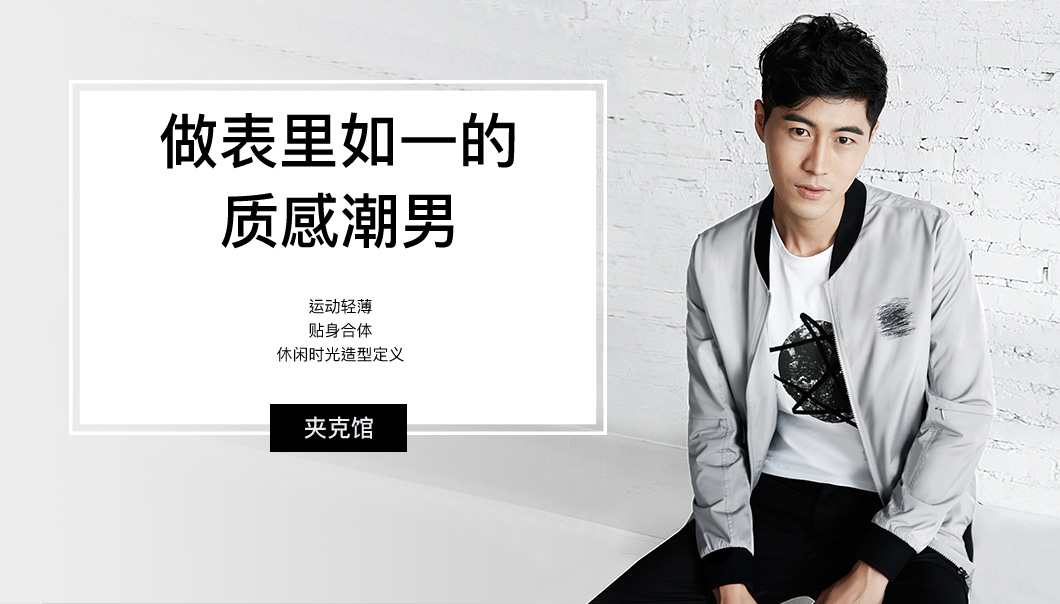 做表里如一的
质感潮男
运动轻薄
贴身合体
休闲时光造型定义
夹克馆